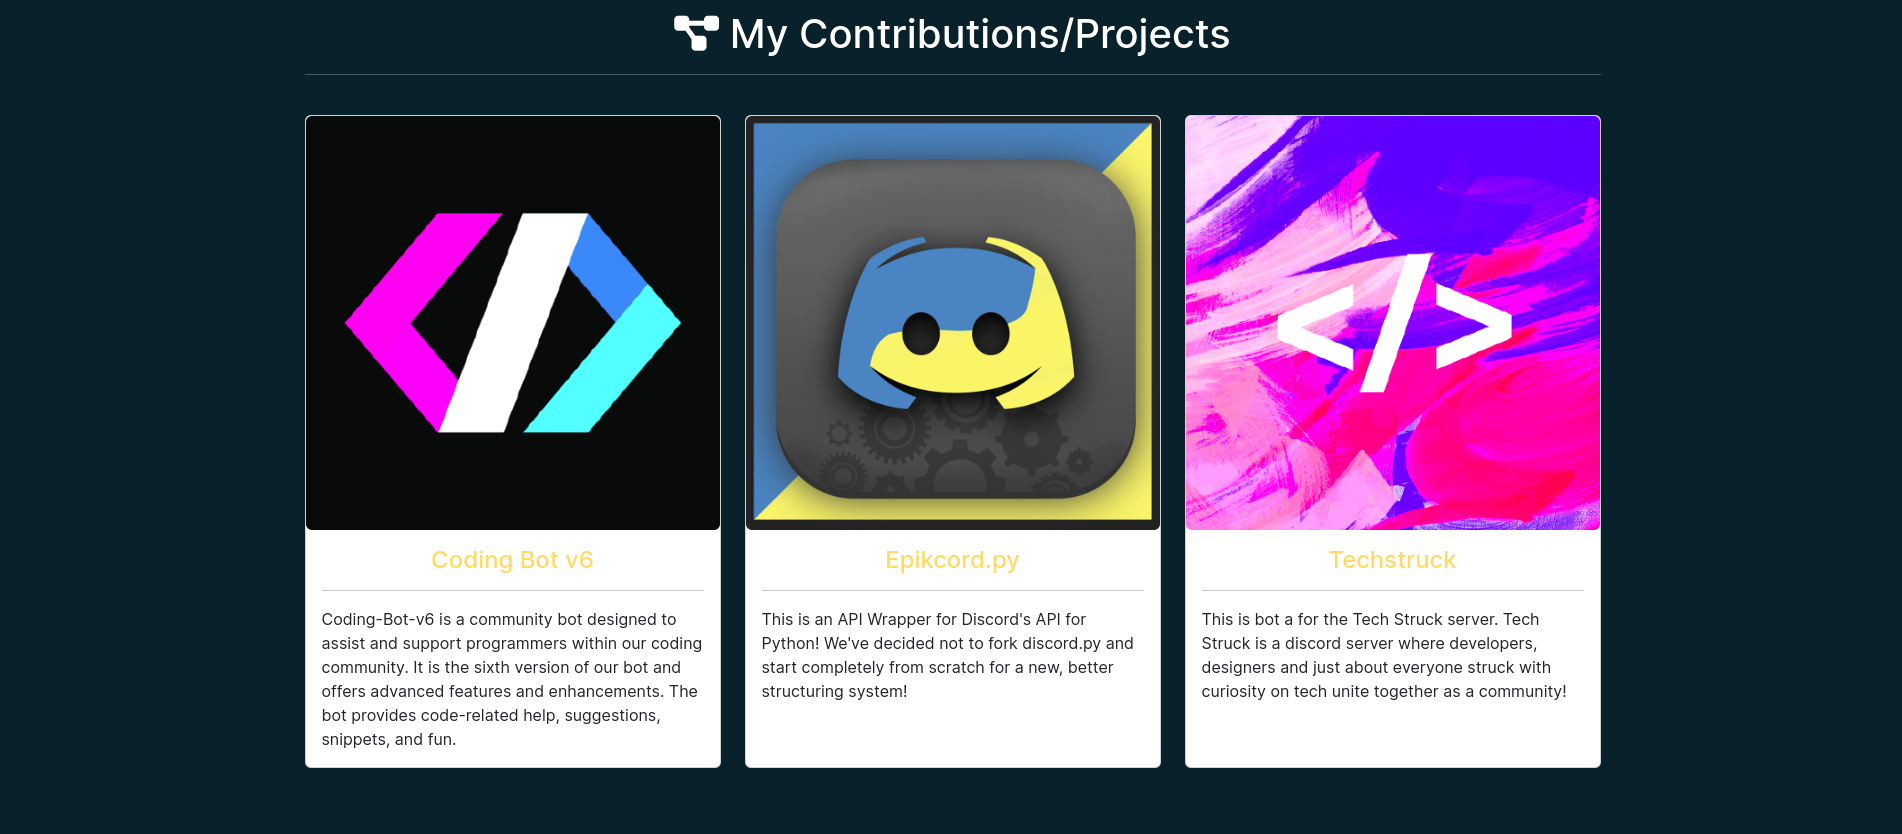 My Contributions/Projects
</>
Coding Bot v6
Coding-Bot-v6 is a community bot designed to
assist and support programmers within our coding
community. It is the sixth version of our bot and
offers advanced features and enhancements. The
bot provides code-related help, suggestions,
snippets, and fun.
Epikcord.py
This is an API Wrapper for Discord's API for
Python! We've decided not to fork discord.py and
start completely from scratch for a new, better
structuring system!
Techstruck
This is bot a for the Tech Struck server. Tech
Struck is a discord server where developers,
designers and just about everyone struck with
curiosity on tech unite together as a community!